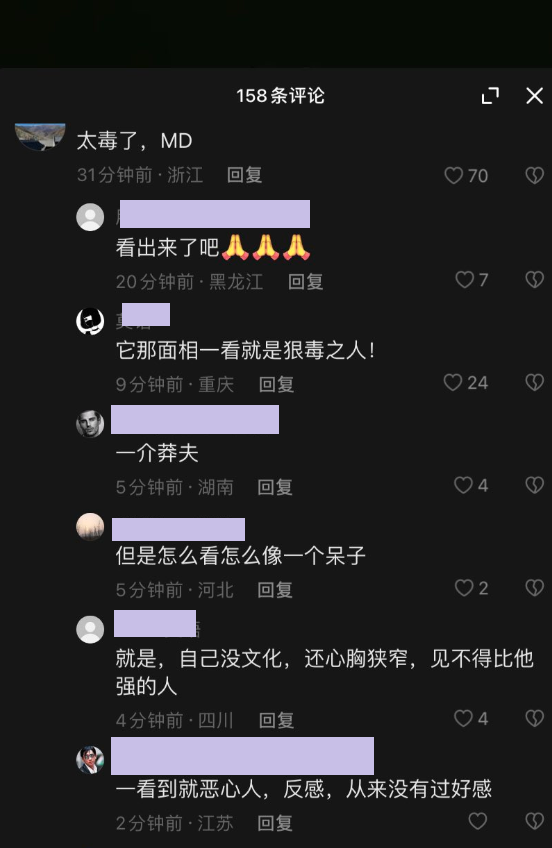 158条评论
太毒了，MD
31分钟前·浙江 回复 70
看出来了吧🙏🙏🙏
20分钟前·黑龙江 回复 7
它那面相一看就是狠毒之人！
9分钟前·重庆 回复 24
一介莽夫
5分钟前·湖南 回复 4
但是怎么看怎么像一个呆子
5分钟前·河北 回复 2
就是，自己没文化，还心胸狭窄，见不得比他
强的人
4分钟前·四川 回复 4
一看到就恶心人，反感，从来没有过好感
2分钟前·江苏 回复